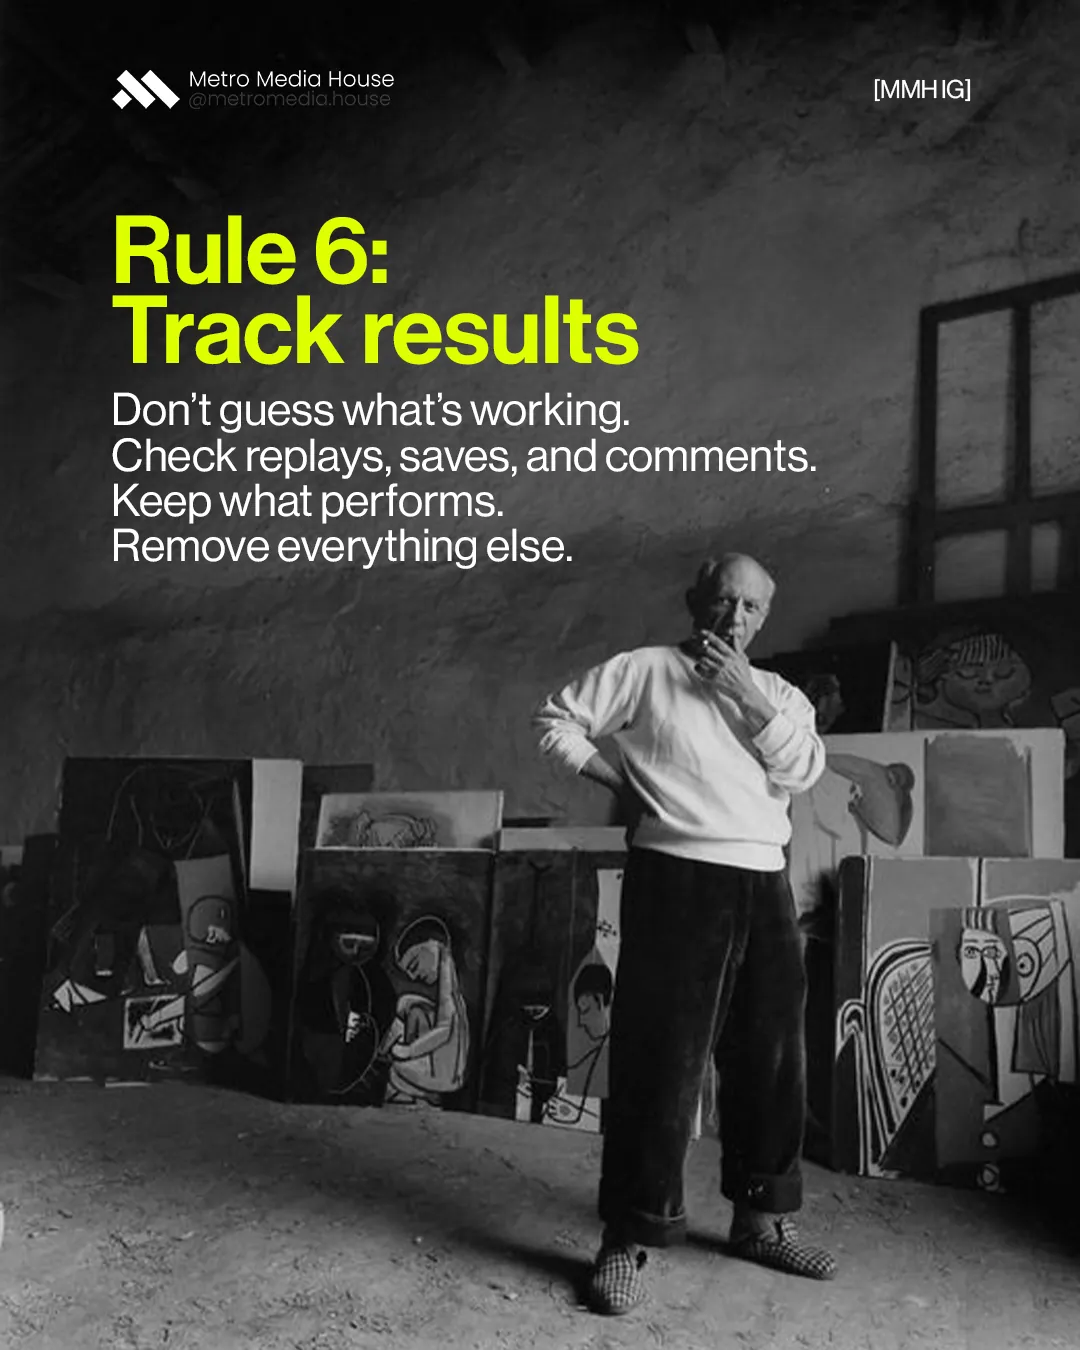 Metro Media House
@metromedia.house
[MMH IG]
Rule 6:
Track results
Don’t guess what’s working.
Check replays, saves, and comments.
Keep what performs.
Remove everything else.